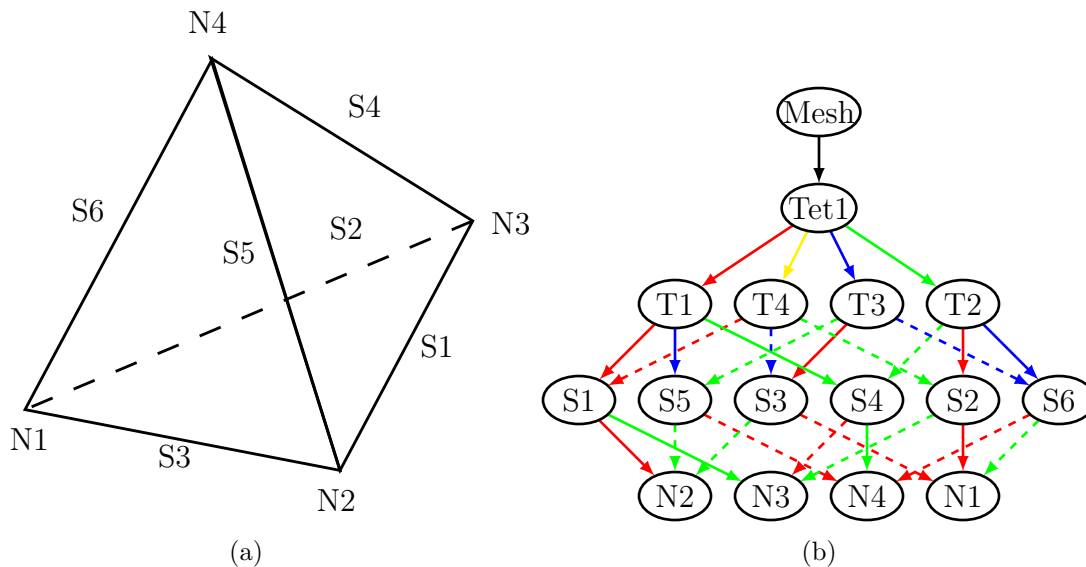 N4
S4
S6
S2
N3
S5
S1
N1
S3
N2
(a)
Mesh
Tet1
T1 T4 T3 T2
S1 S5 S3 S4 S2 S6
N2 N3 N4 N1
(b)